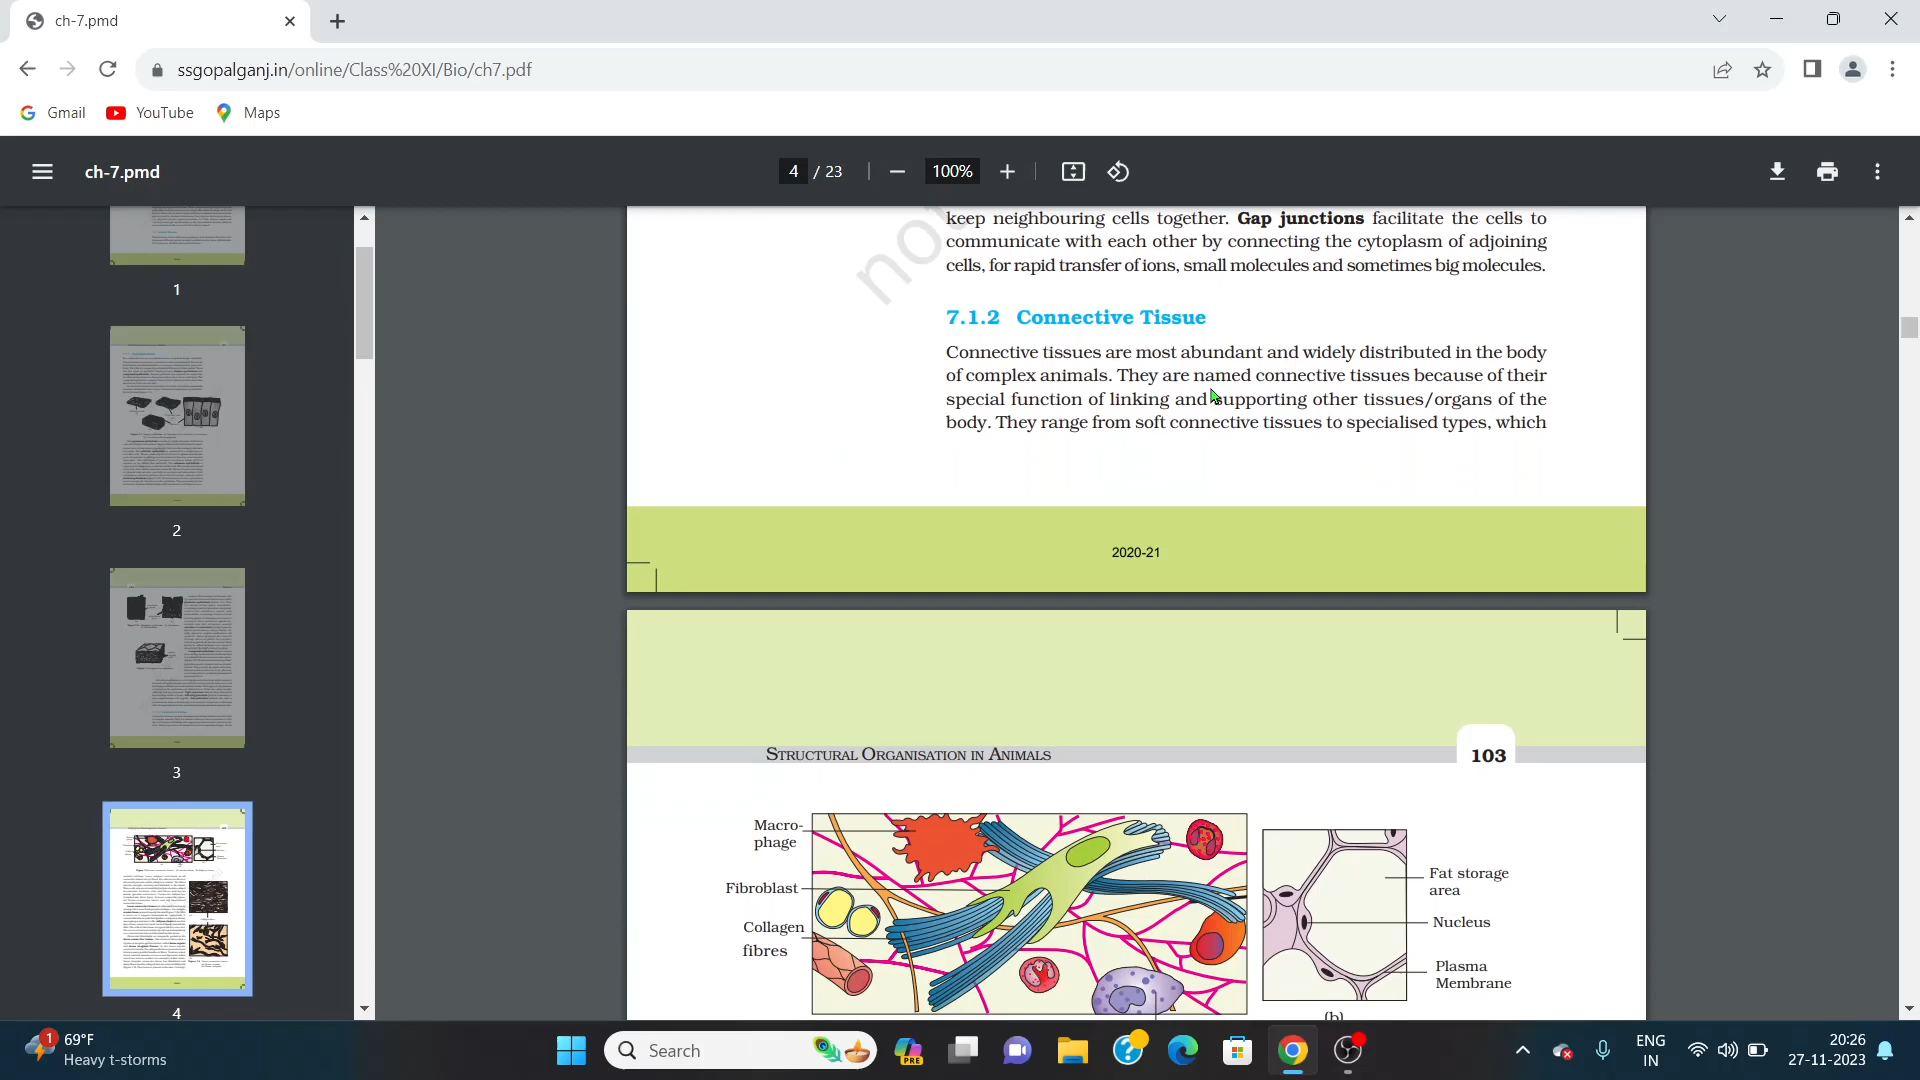 ch-7.pmd
ssgopalganj.in/online/Class%20XI/Bio/ch7.pdf
Gmail
YouTube
Maps
ch-7.pmd
4 / 23
100%
1
2
3
4
not
keep neighbouring cells together. Gap junctions facilitate the cells to
communicate with each other by connecting the cytoplasm of adjoining
cells, for rapid transfer of ions, small molecules and sometimes big molecules.
7.1.2 Connective Tissue
Connective tissues are most abundant and widely distributed in the body
of complex animals. They are named connective tissues because of their
special function of linking and supporting other tissues/organs of the
body. They range from soft connective tissues to specialised types, which
2020-21
STRUCTURAL ORGANISATION IN ANIMALS
103
Macro-
phage
Fibroblast
Collagen
fibres
Fat storage
area
Nucleus
Plasma
Membrane
(b)
1
69°F
Heavy t-storms
Search
PRE
ENG
IN
20:26
27-11-2023